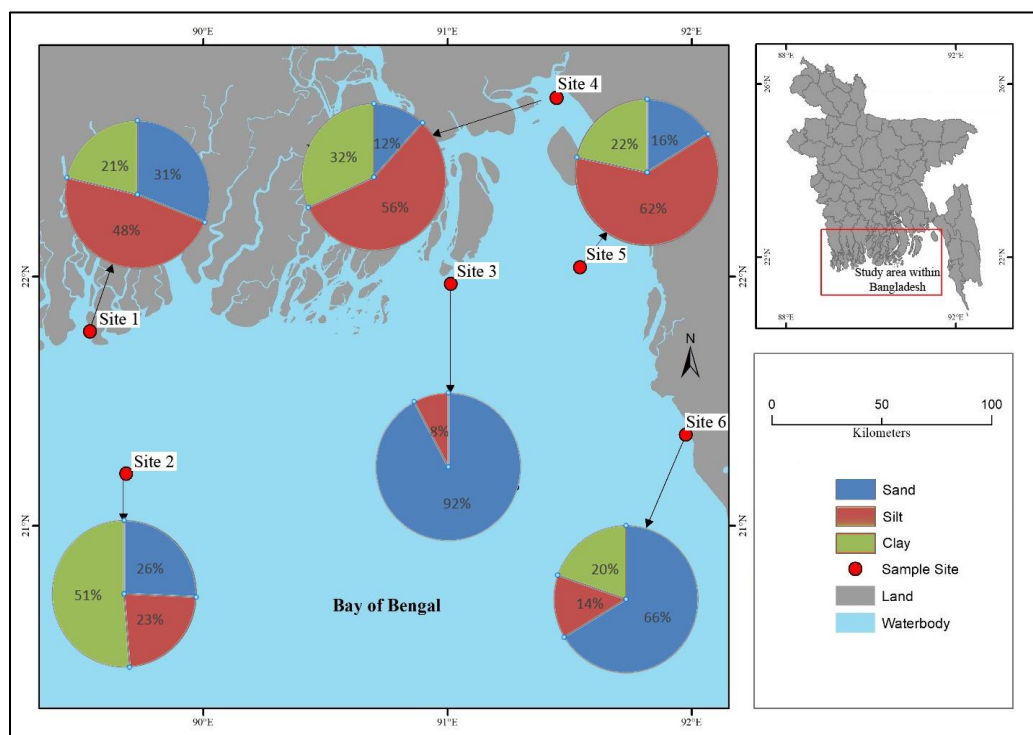 90°E
91°E
92°E
Site 4
12%
32%
56%
16%
22%
62%
21%
31%
48%
22°N
22°N
Site 1
Site 3
Site 5
N
Site 6
8%
92%
Site 2
21°N
21°N
26%
51%
23%
20%
14%
66%
Bay of Bengal
90°E
91°E
92°E
88°E
92°E
26°N
26°N
22°N
22°N
Study area within
Bangladesh
88°E
92°E
0
50
100
Kilometers
Sand
Silt
Clay
Sample Site
Land
Waterbody